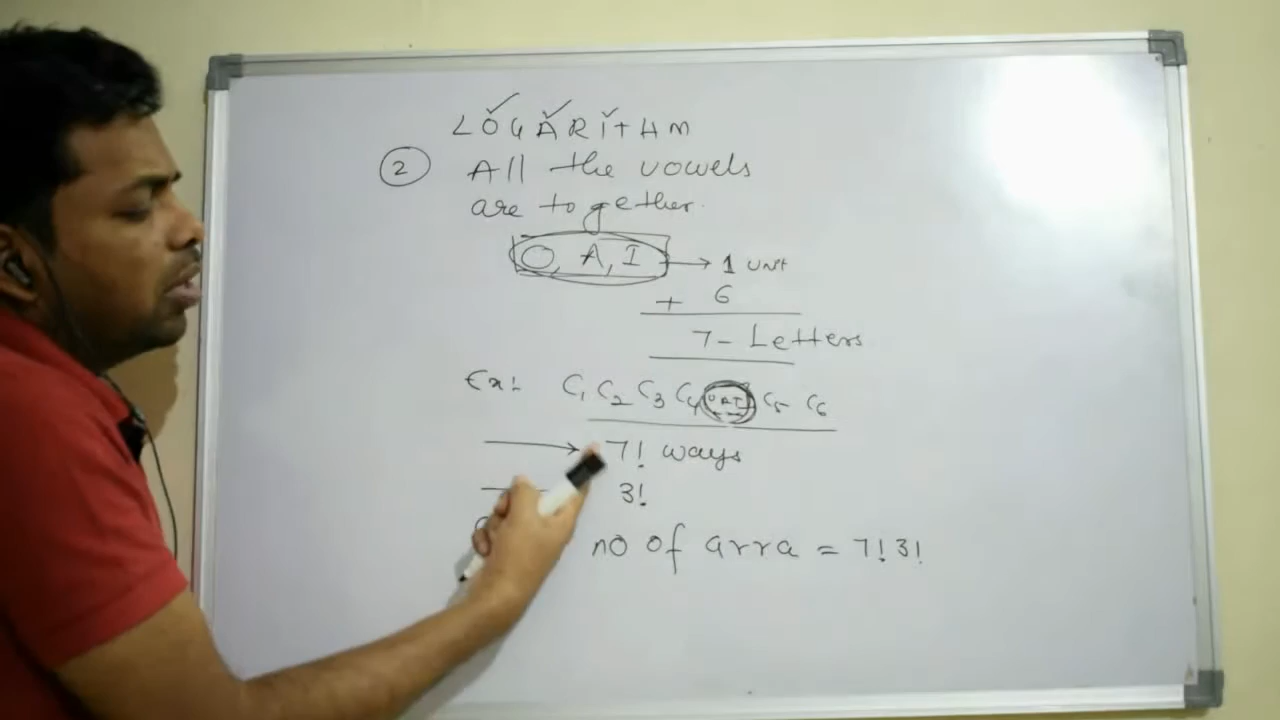 LOGARITHM
② All the vowels
are together.
O, A, I → 1 unit
+ 6
7- Letters
Ex: C₁ C₂ C₃ C₄ C₅ C₆
→ 7! ways
3!
no of arra = 7!3!